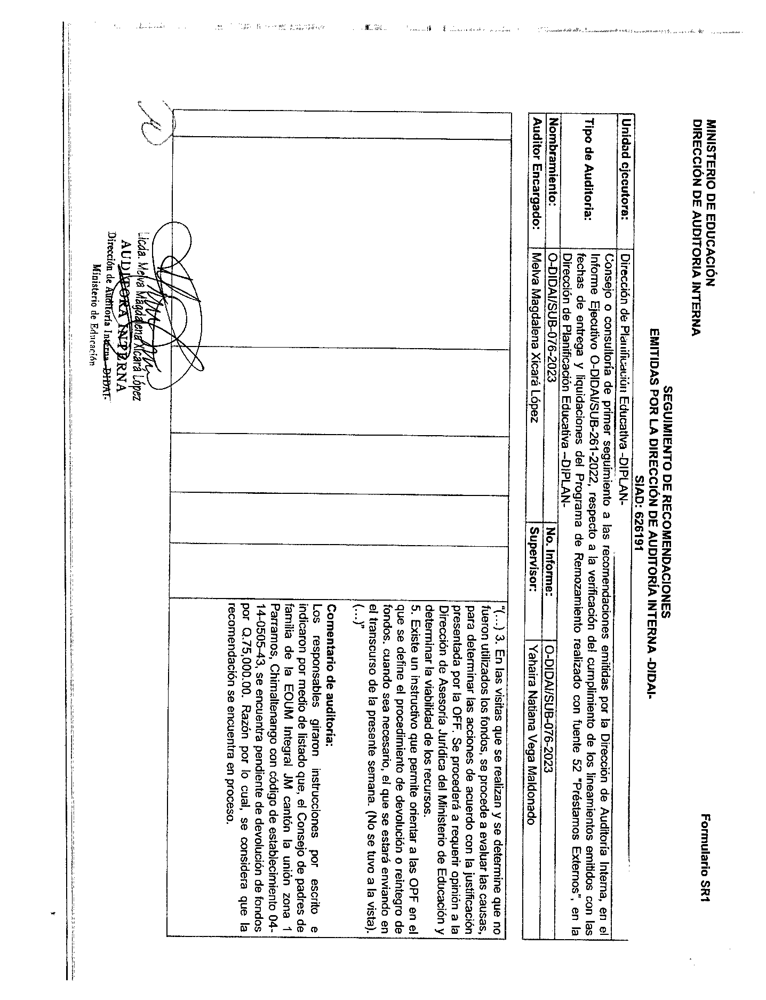 MINISTERIO DE EDUCACIÓN
DIRECCIÓN DE AUDITORIA INTERNA
Formulario SR1
SEGUIMIENTO DE RECOMENDACIONES
EMITIDAS POR LA DIRECCIÓN DE AUDITORÍA INTERNA -DIDAI-
SIAD: 626191
Unidad ejecutora: Dirección de Planificación Educativa -DIPLAN-
Tipo de Auditoria: Consejo o consultoría de primer seguimiento a las recomendaciones emitidas por la Dirección de Auditoría Interna, en el
Informe Ejecutivo O-DIDAI/SUB-261-2022, respecto a la verificación del cumplimiento de los lineamientos emitidos con las
fechas de entrega y liquidaciones del Programa de Remozamiento realizado con fuente 52 "Préstamos Externos", en la
Dirección de Planificación Educativa –DIPLAN-
Nombramiento: O-DIDAI/SUB-076-2023 No. Informe: O-DIDAI/SUB-076-2023
Auditor Encargado: Melva Magdalena Xicará López Supervisor: Yahaira Natiana Vega Maldonado
“(...) 3. En las visitas que se realizan y se determine que no
fueron utilizados los fondos, se procede a evaluar las causas,
para determinar las acciones de acuerdo con la justificación
presentada por la OFF. Se procederá a requerir opinión a la
Dirección de Asesoría Jurídica del Ministerio de Educación y
determinar la viabilidad de los recursos.
5. Existe un instructivo que permite orientar a las OPF en el
que se define el procedimiento de devolución o reintegro de
fondos, cuando sea necesario, el que se estará enviando en
el transcurso de la presente semana. (No se tuvo a la vista).
(...)”
Comentario de auditoría:
Los responsables giraron instrucciones por escrito e
indicaron por medio de listado que, el Consejo de padres de
familia de la EOUM Integral JM cantón la unión zona 1
Parramos, Chimaltenango con código de establecimiento 04-
14-0505-43, se encuentra pendiente de devolución de fondos
por Q.75,000.00. Razón por lo cual, se considera que la
recomendación se encuentra en proceso.
Licda. Melva Magdalena Xicará López
AUDITORA INTERNA
Dirección de Auditoría Interna -DIDAI-
Ministerio de Educación